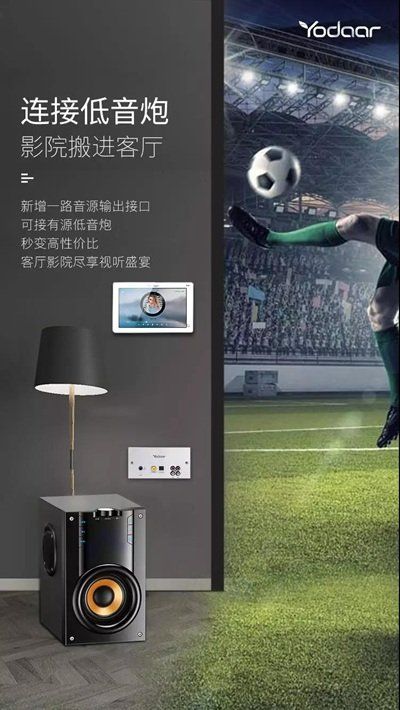 Yodaar
连接低音炮
影院搬进客厅
新增一路音源输出接口
可接有源低音炮
秒变高性价比
客厅影院尽享视听盛宴
Yodaar